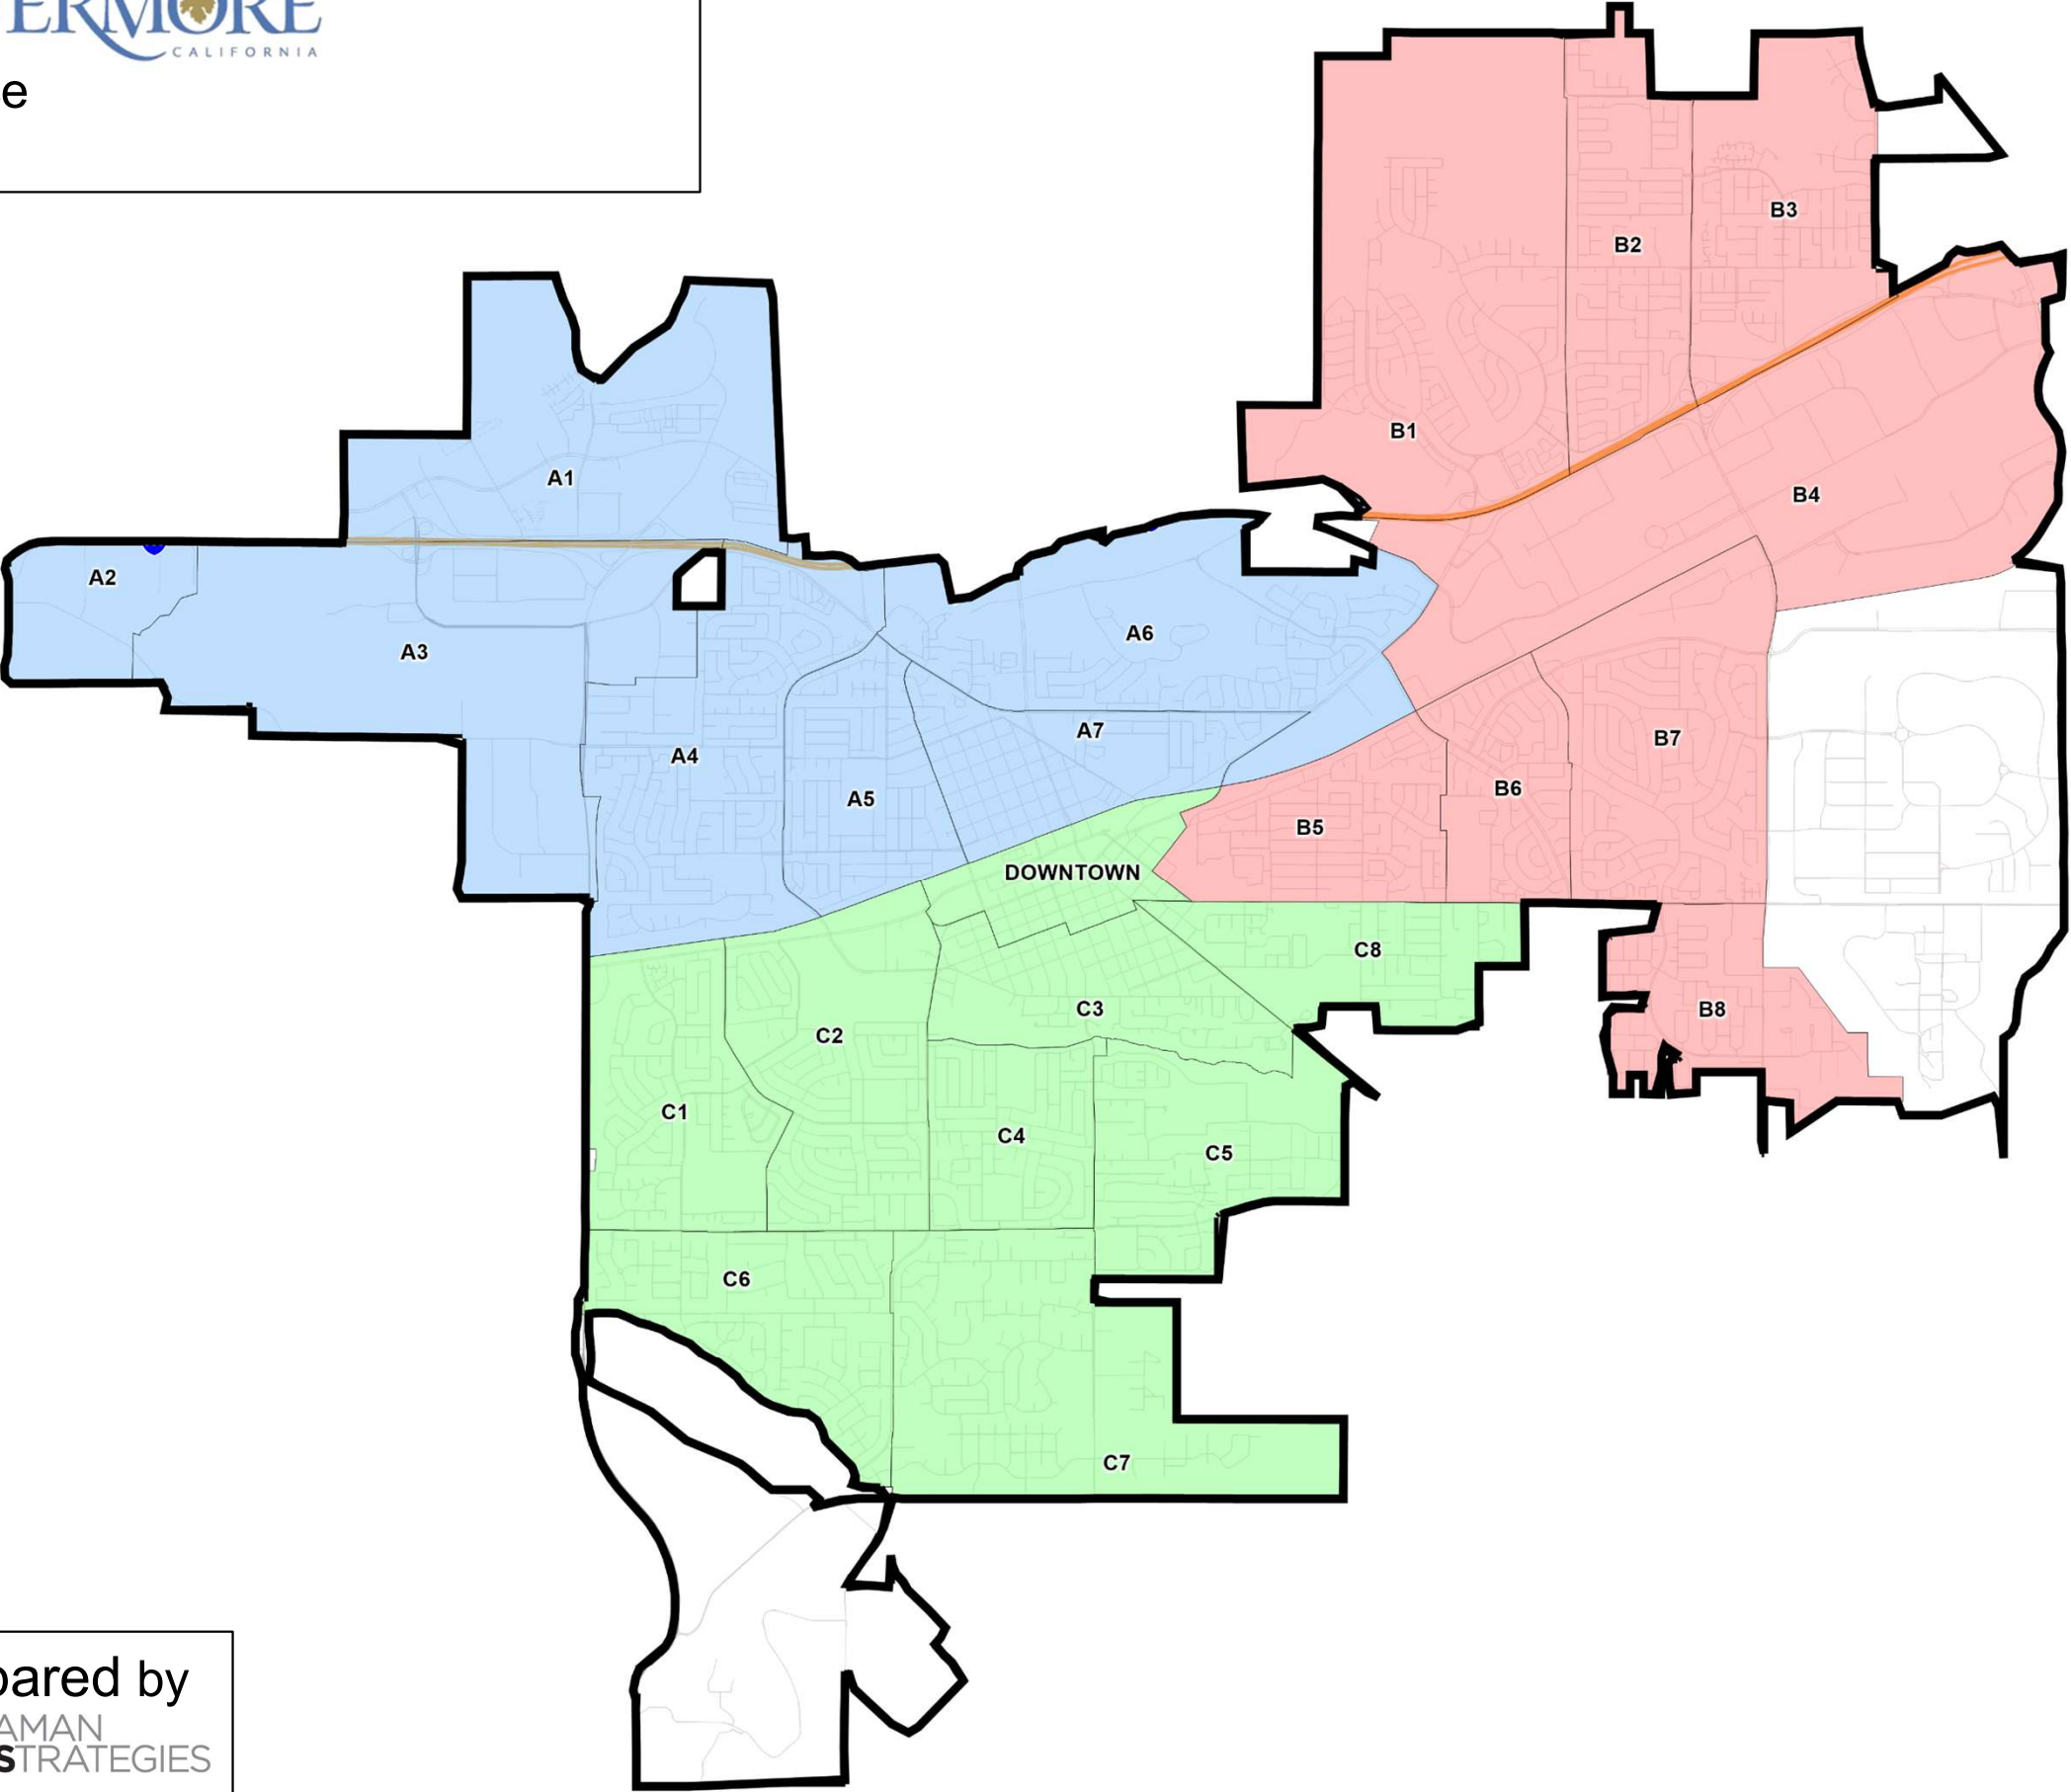 ERMORE
CALIFORNIA
e
B3
B2
B1
A1
B4
A2
A6
A3
A7
B7
A4
B6
A5
B5
DOWNTOWN
C8
C3
B8
C2
C1
C4
C5
C6
C7
pared by
AMAN
STRATEGIES